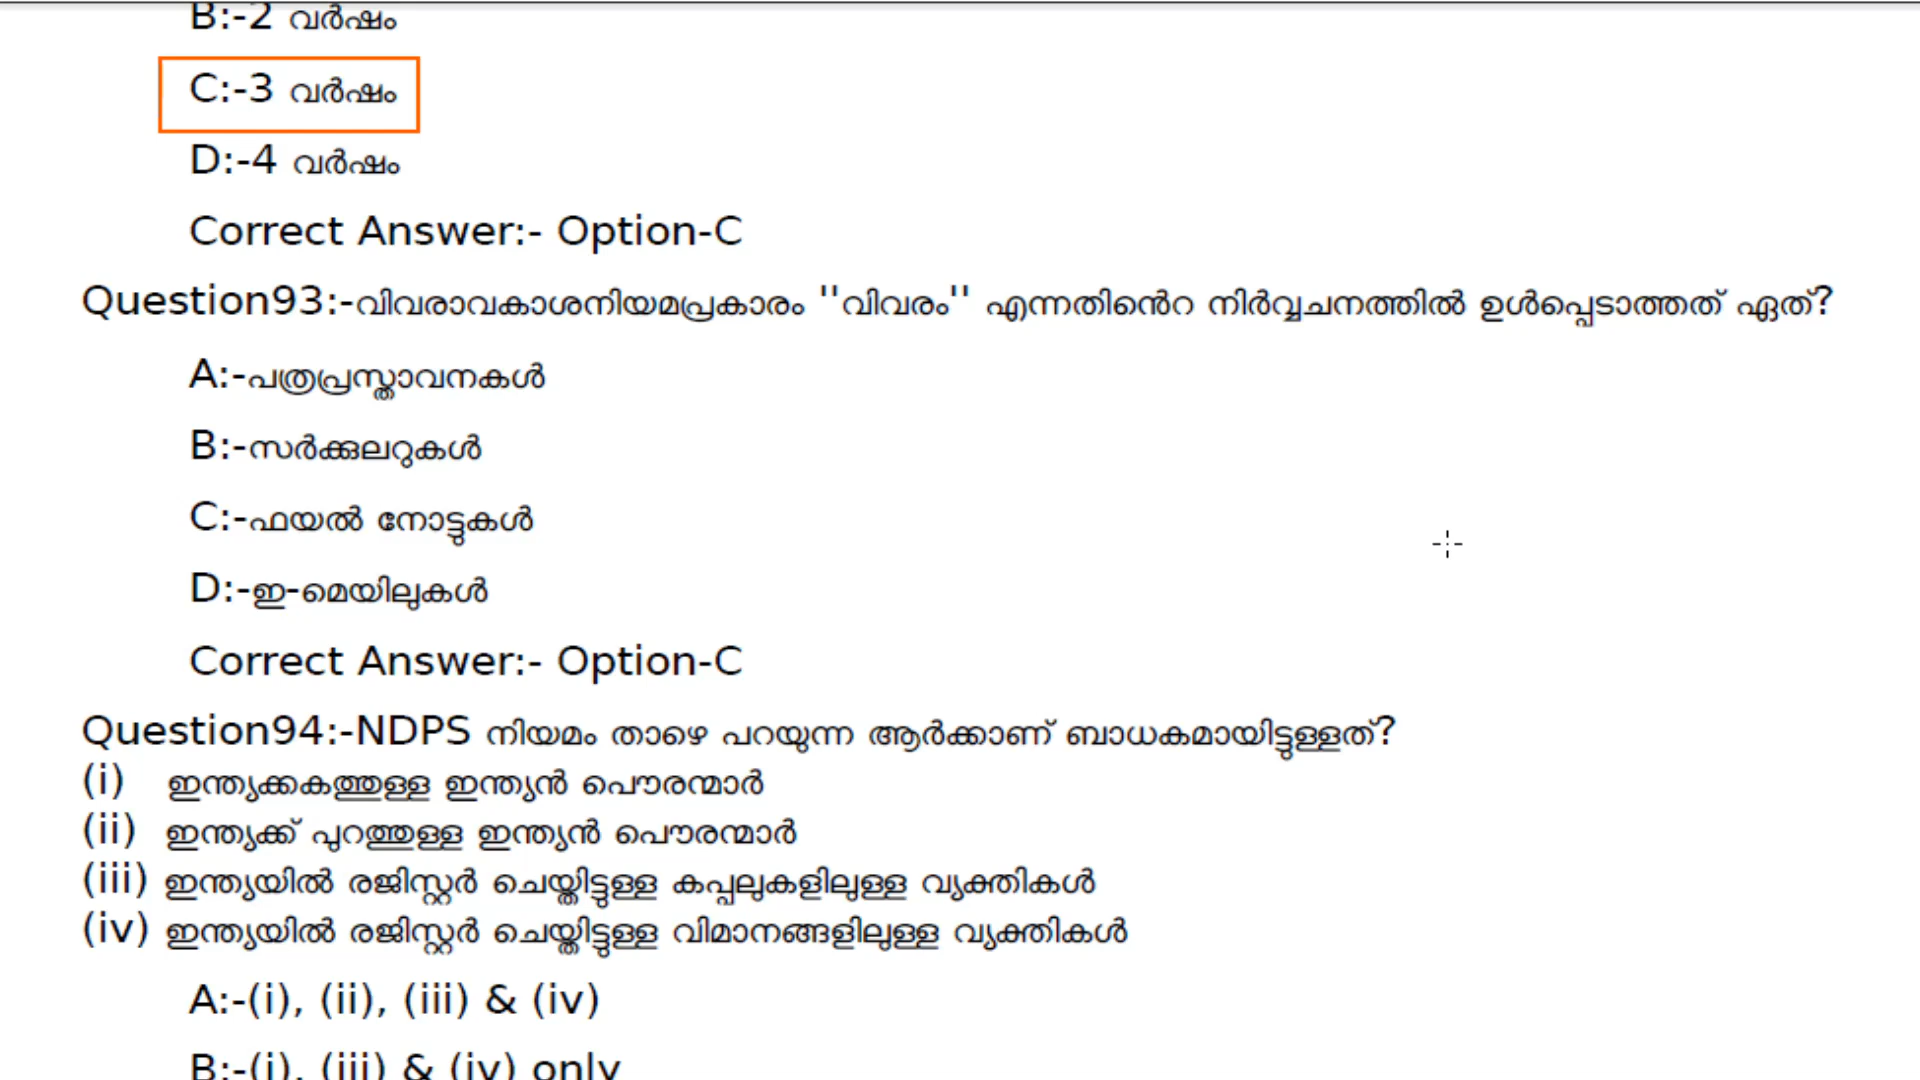 B:-2 വർഷം
C:-3 വർഷം
D:-4 വർഷം
Correct Answer:- Option-C
Question93:-വിവരാവകാശനിയമപ്രകാരം ''വിവരം'' എന്നതിൻെറ നിർവ്വചനത്തിൽ ഉൾപ്പെടാത്തത് ഏത്?
A:-പത്രപ്രസ്താവനകൾ
B:-സർക്കുലറുകൾ
C:-ഫയൽ നോട്ടുകൾ
D:-ഇ-മെയിലുകൾ
Correct Answer:- Option-C
Question94:-NDPS നിയമം താഴെ പറയുന്ന ആർക്കാണ് ബാധകമായിട്ടുള്ളത്?
(i) ഇന്ത്യക്കകത്തുള്ള ഇന്ത്യൻ പൌരന്മാർ
(ii) ഇന്ത്യക്ക് പുറത്തുള്ള ഇന്ത്യൻ പൌരന്മാർ
(iii) ഇന്ത്യയിൽ രജിസ്റ്റർ ചെയ്തിട്ടുള്ള കപ്പലുകളിലുള്ള വ്യക്തികൾ
(iv) ഇന്ത്യയിൽ രജിസ്റ്റർ ചെയ്തിട്ടുള്ള വിമാനങ്ങളിലുള്ള വ്യക്തികൾ
A:-(i), (ii), (iii) & (iv)
B:-(i), (iii) & (iv) only